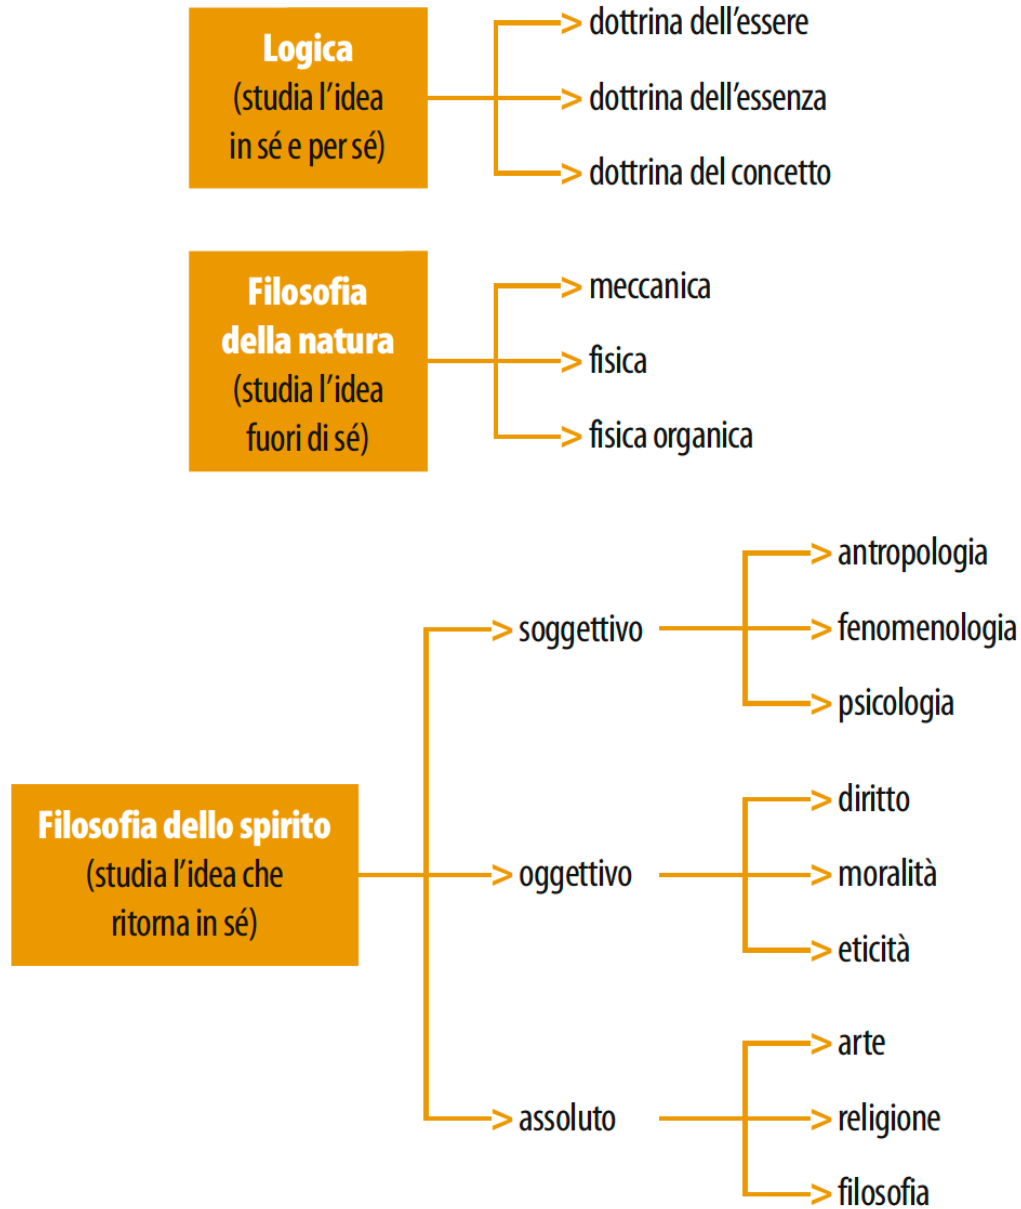 Logica
(studia l'idea
in sé e per sé)
> dottrina dell'essere
> dottrina dell'essenza
> dottrina del concetto
Filosofia
della natura
(studia l'idea
fuori di sé)
> meccanica
> fisica
> fisica organica
Filosofia dello spirito
(studia l'idea che
ritorna in sé)
> soggettivo
> antropologia
> fenomenologia
> psicologia
> oggettivo
> diritto
> moralità
> eticità
> assoluto
> arte
> religione
> filosofia